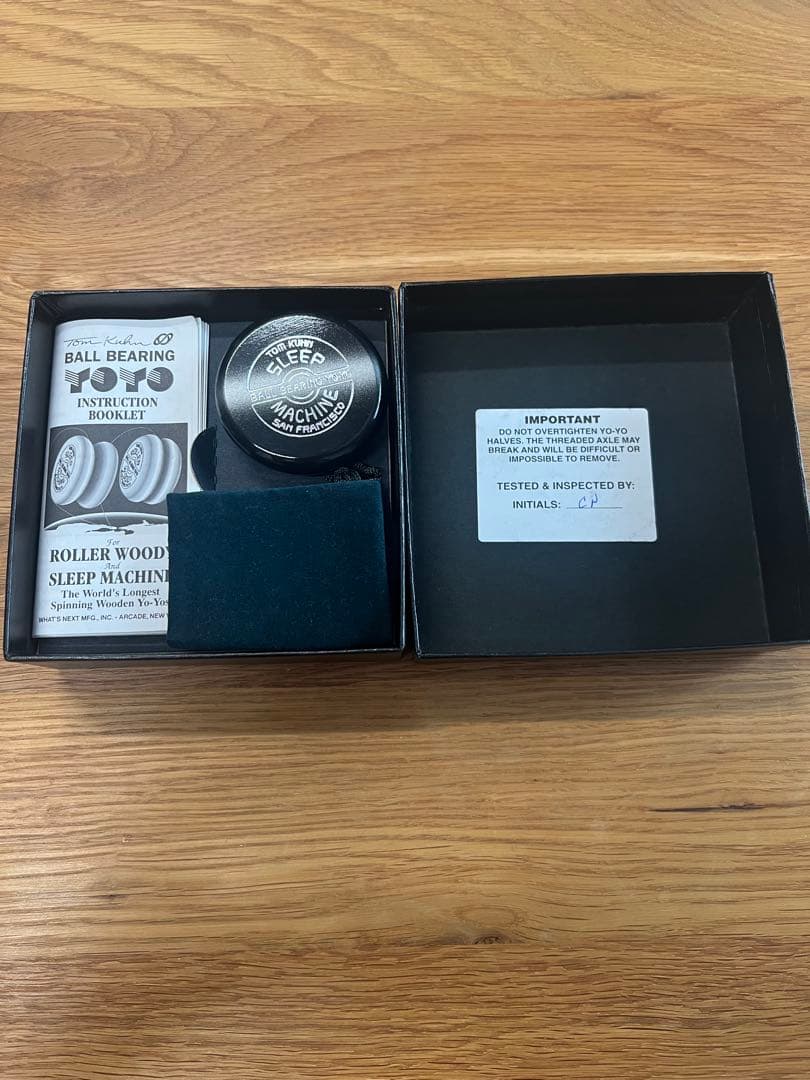 Tom Kuhn
BALL BEARING
YOYO
INSTRUCTION
BOOKLET
For
ROLLER WOODY
And
SLEEP MACHINE
The World's Longest
Spinning Wooden Yo-Yos
WHAT'S NEXT MFG., INC. - ARCADE, NEW
TOM KUHN
SLEEP
BALL BEARING YO-YO
MACHINE
SAN FRANCISCO
IMPORTANT
DO NOT OVERTIGHTEN YO-YO
HALVES. THE THREADED AXLE MAY
BREAK AND WILL BE DIFFICULT OR
IMPOSSIBLE TO REMOVE.
TESTED & INSPECTED BY:
INITIALS: CP